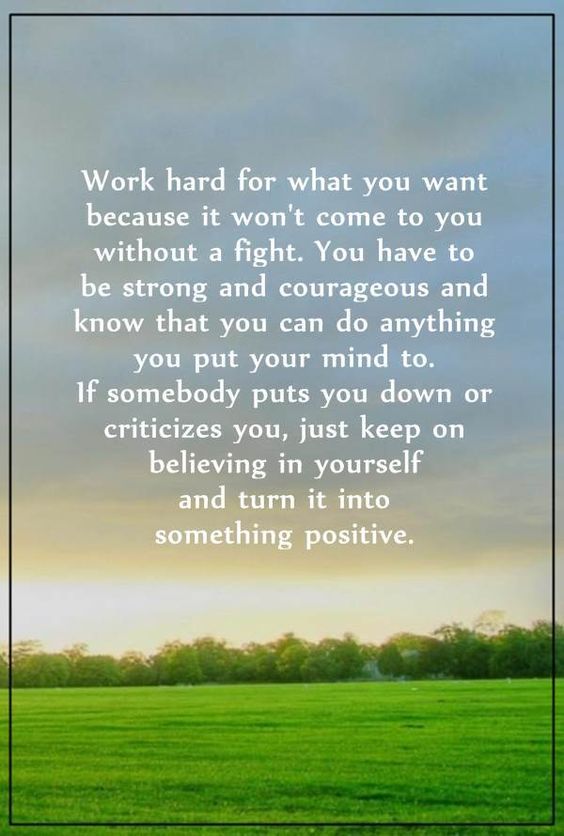 Work hard for what you want
because it won't come to you
without a fight. You have to
be strong and courageous and
know that you can do anything
you put your mind to.
If somebody puts you down or
criticizes you, just keep on
believing in yourself
and turn it into
something positive.